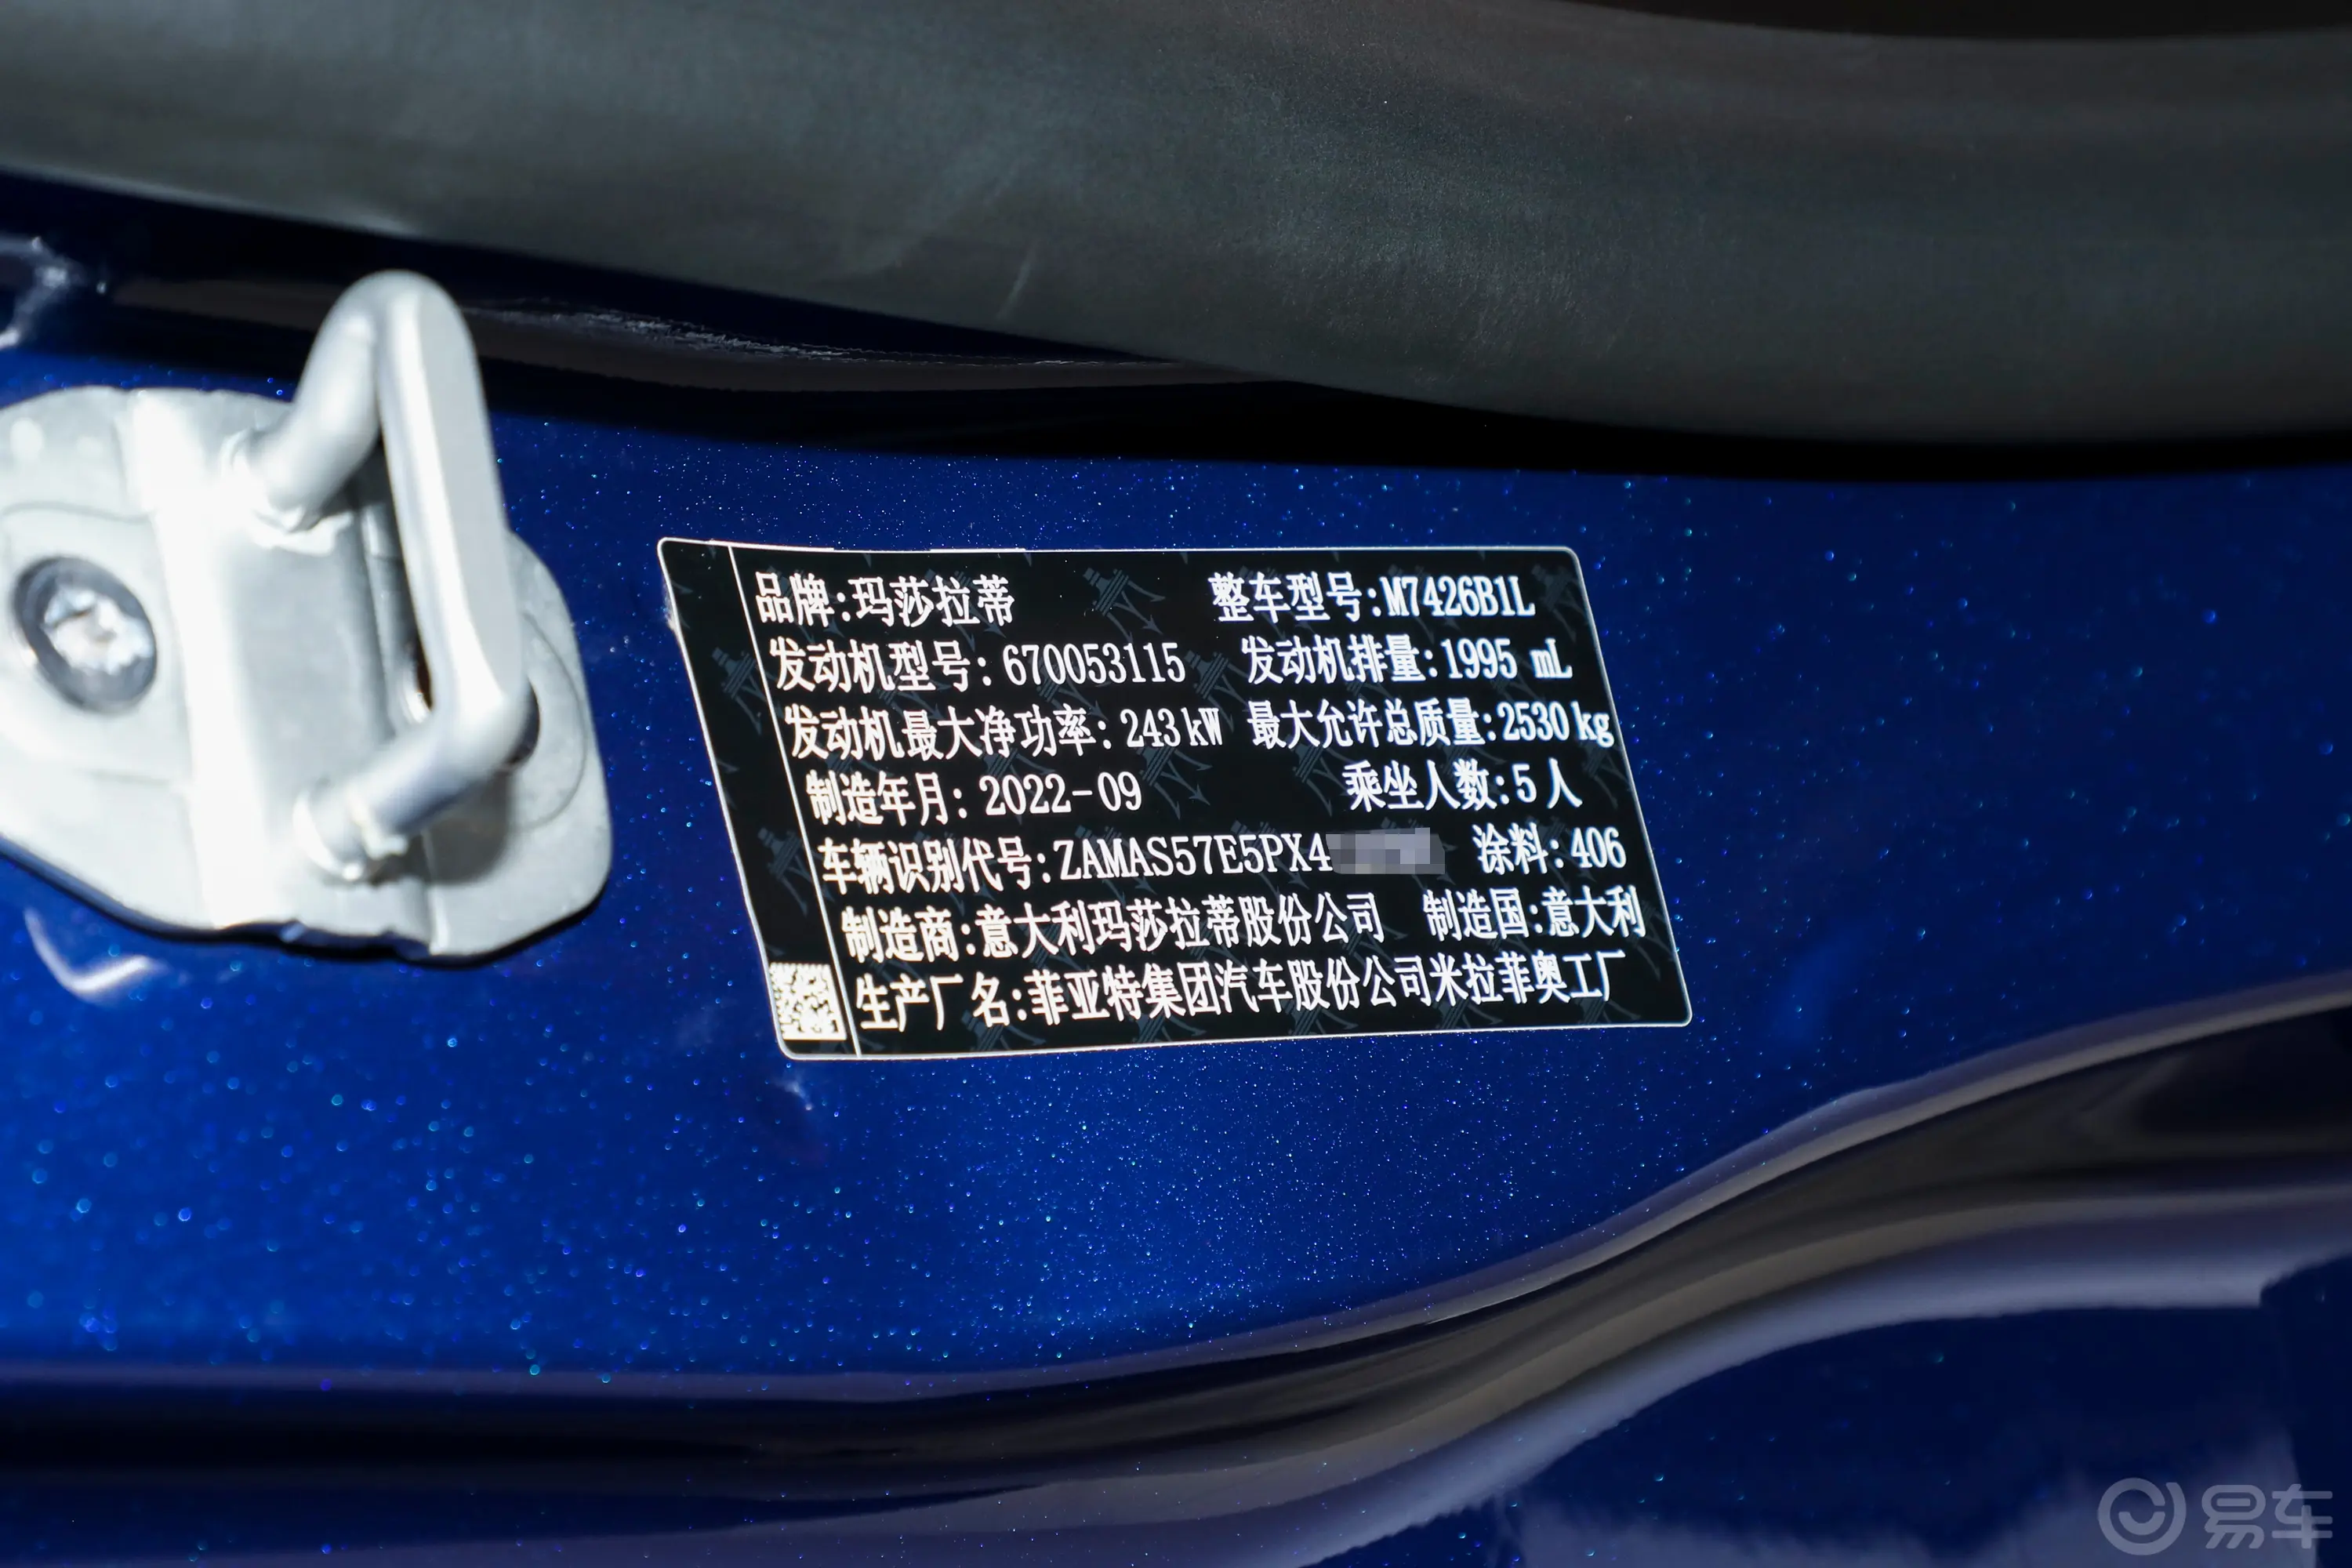 品牌:玛莎拉蒂 整车型号:M7426B1L
发动机型号: 670053115 发动机排量:1995 mL
发动机最大净功率: 243kW 最大允许总质量:2530kg
制造年月: 2022-09 乘坐人数:5人
车辆识别代号:ZAMAS57E5PX4 涂料:406
制造商:意大利玛莎拉蒂股份公司 制造国:意大利
生产厂名:菲亚特集团汽车股份公司米拉菲奥工厂
易车